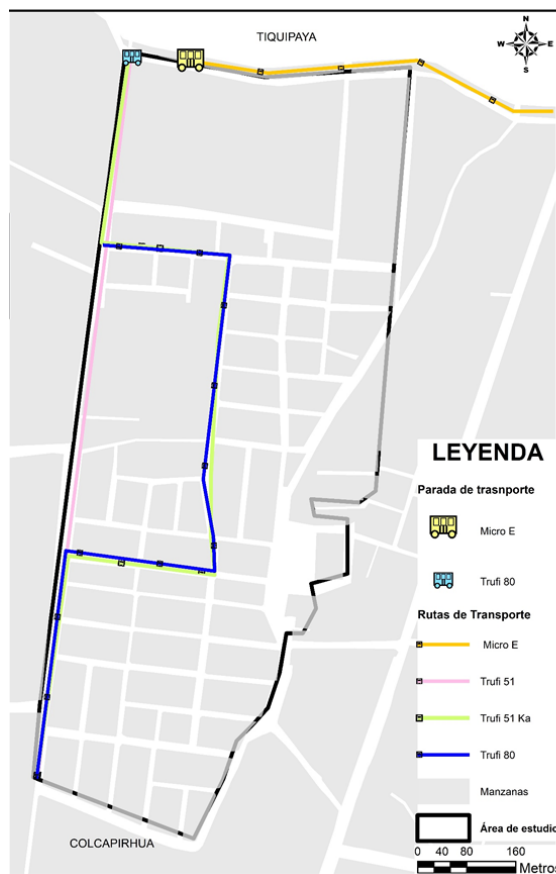 TIQUIPAYA
N
W E
S
LEYENDA
Parada de trasnporte
Micro E
Trufi 80
Rutas de Transporte
Micro E
Trufi 51
Trufi 51 Ka
Trufi 80
Manzanas
Área de estudio
0 40 80 160
Metros
COLCAPIRHUA